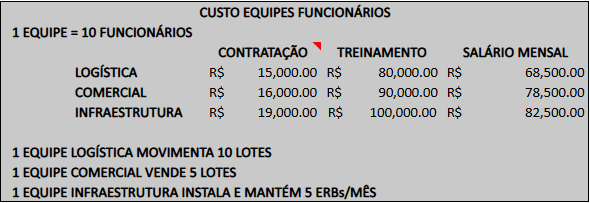 CUSTO EQUIPES FUNCIONÁRIOS
1 EQUIPE = 10 FUNCIONÁRIOS
CONTRATAÇÃO TREINAMENTO SALÁRIO MENSAL
LOGÍSTICA R$ 15,000.00 R$ 80,000.00 R$ 68,500.00
COMERCIAL R$ 16,000.00 R$ 90,000.00 R$ 78,500.00
INFRAESTRUTURA R$ 19,000.00 R$ 100,000.00 R$ 82,500.00
1 EQUIPE LOGÍSTICA MOVIMENTA 10 LOTES
1 EQUIPE COMERCIAL VENDE 5 LOTES
1 EQUIPE INFRAESTRUTURA INSTALA E MANTÉM 5 ERBs/MÊS